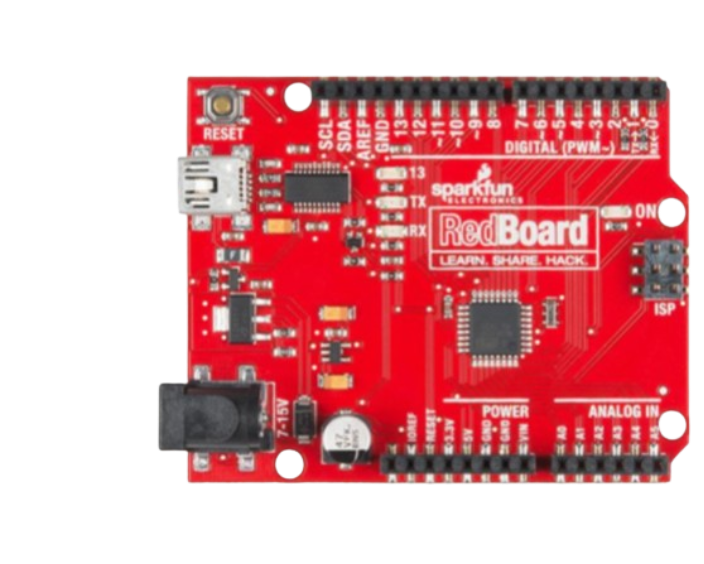 RESET
SCL
SDA
AREF
GND
13
12
~11
~10
~9
8
7
~6
~5
4
~3
2
DIGITAL (PWM~)
13
sparkfun
ELECTRONICS
TX
ON
RX
RedBoard
LEARN. SHARE. HACK.
ISP
7-15V
47
POWER
ANALOG IN
IOREF
RESET
3.3V
5V
GND
VIN
A0
A1
A2
A3
A4
A5